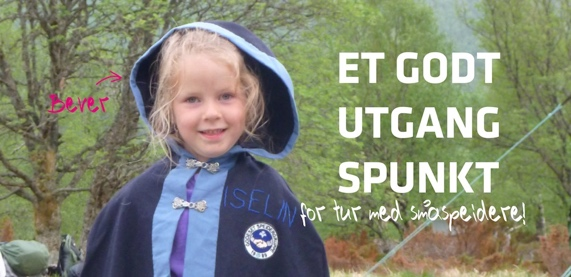 Bever
ET GODT
UTGANG
SPUNKT
for tur med småspeidere!
ISELIN